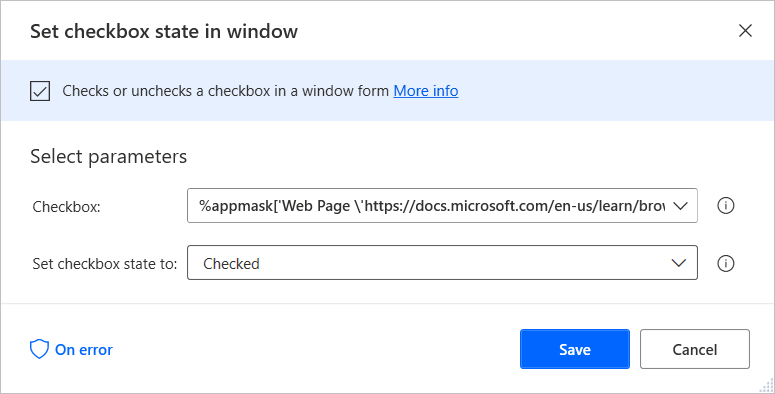 Set checkbox state in window
Checks or unchecks a checkbox in a window form More info
Select parameters
Checkbox: %appmask['Web Page \'https://docs.microsoft.com/en-us/learn/brow
Set checkbox state to: Checked
On error Save Cancel